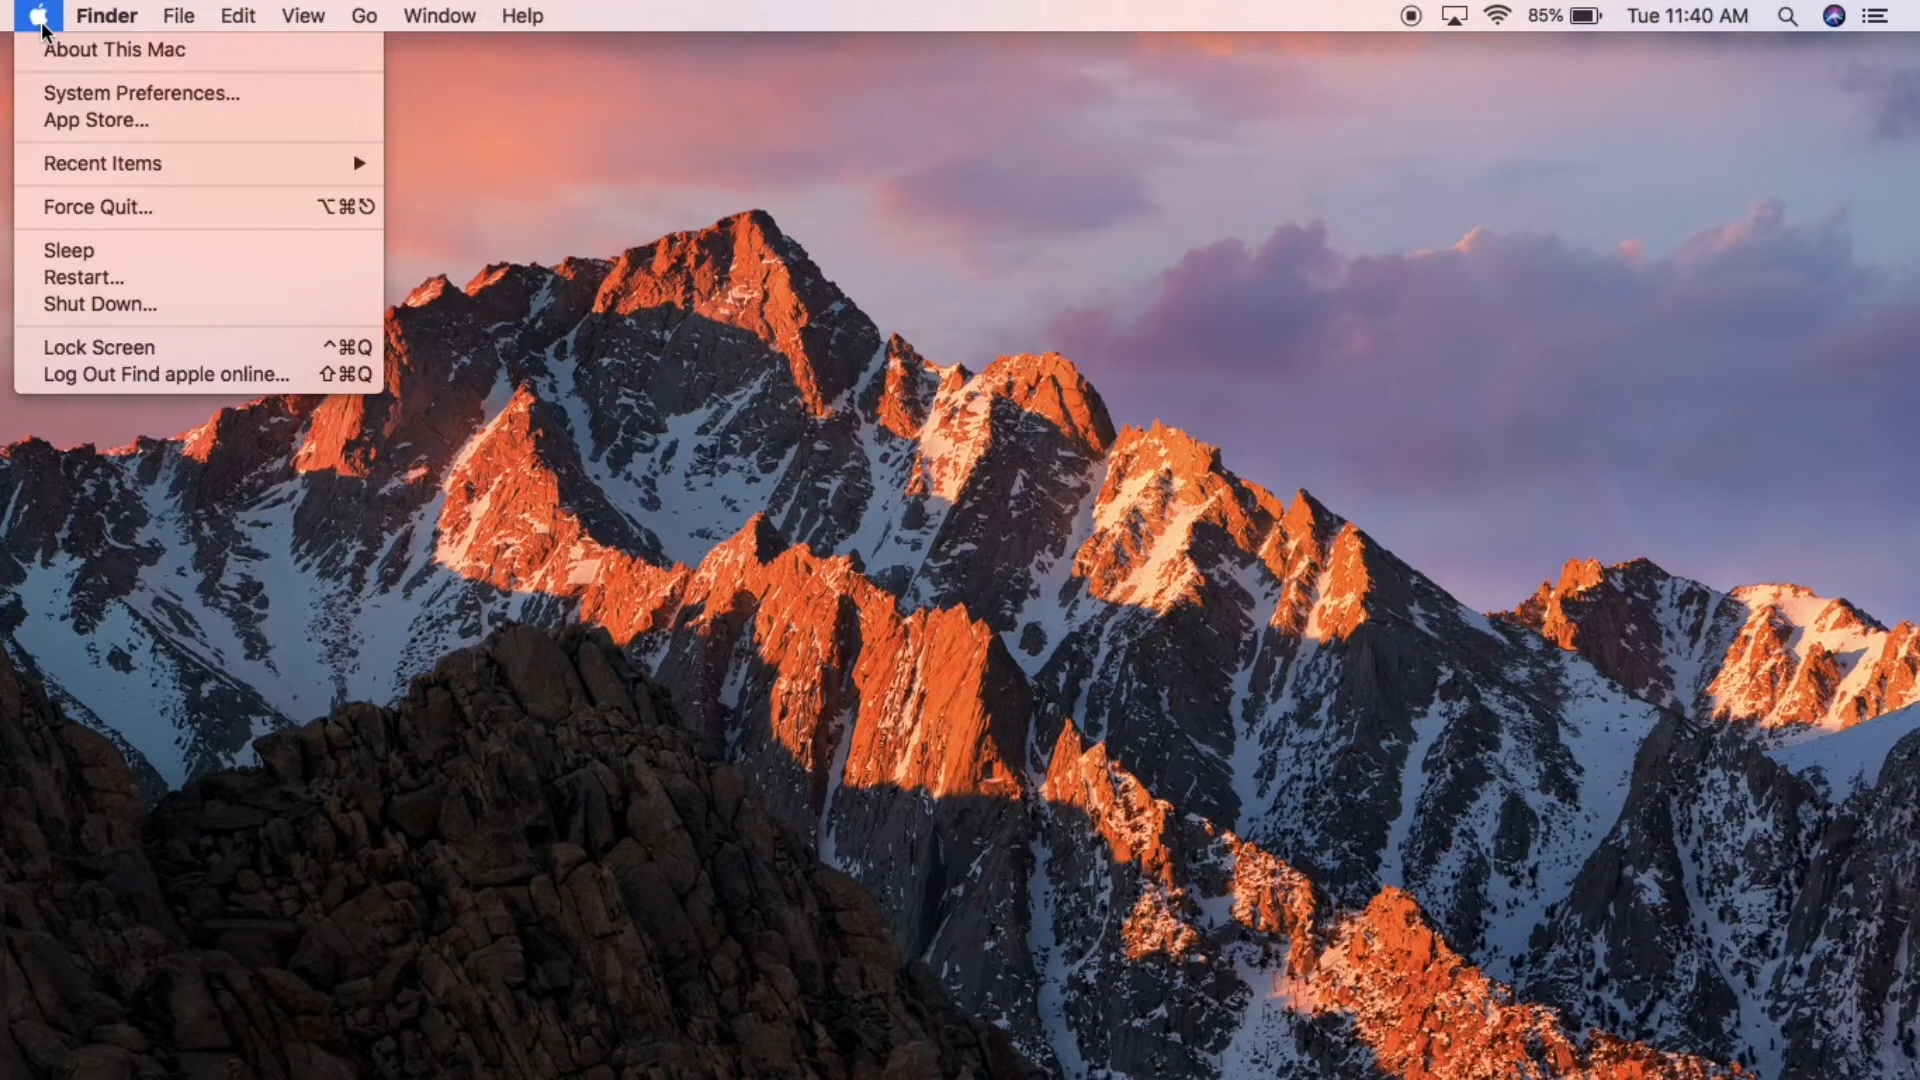 Finder File Edit View Go Window Help 85% Tue 11:40 AM
About This Mac
System Preferences...
App Store...
Recent Items ▶
Force Quit... ⌥⌘⎋
Sleep
Restart...
Shut Down...
Lock Screen ^⌘Q
Log Out Find apple online... ⇧⌘Q